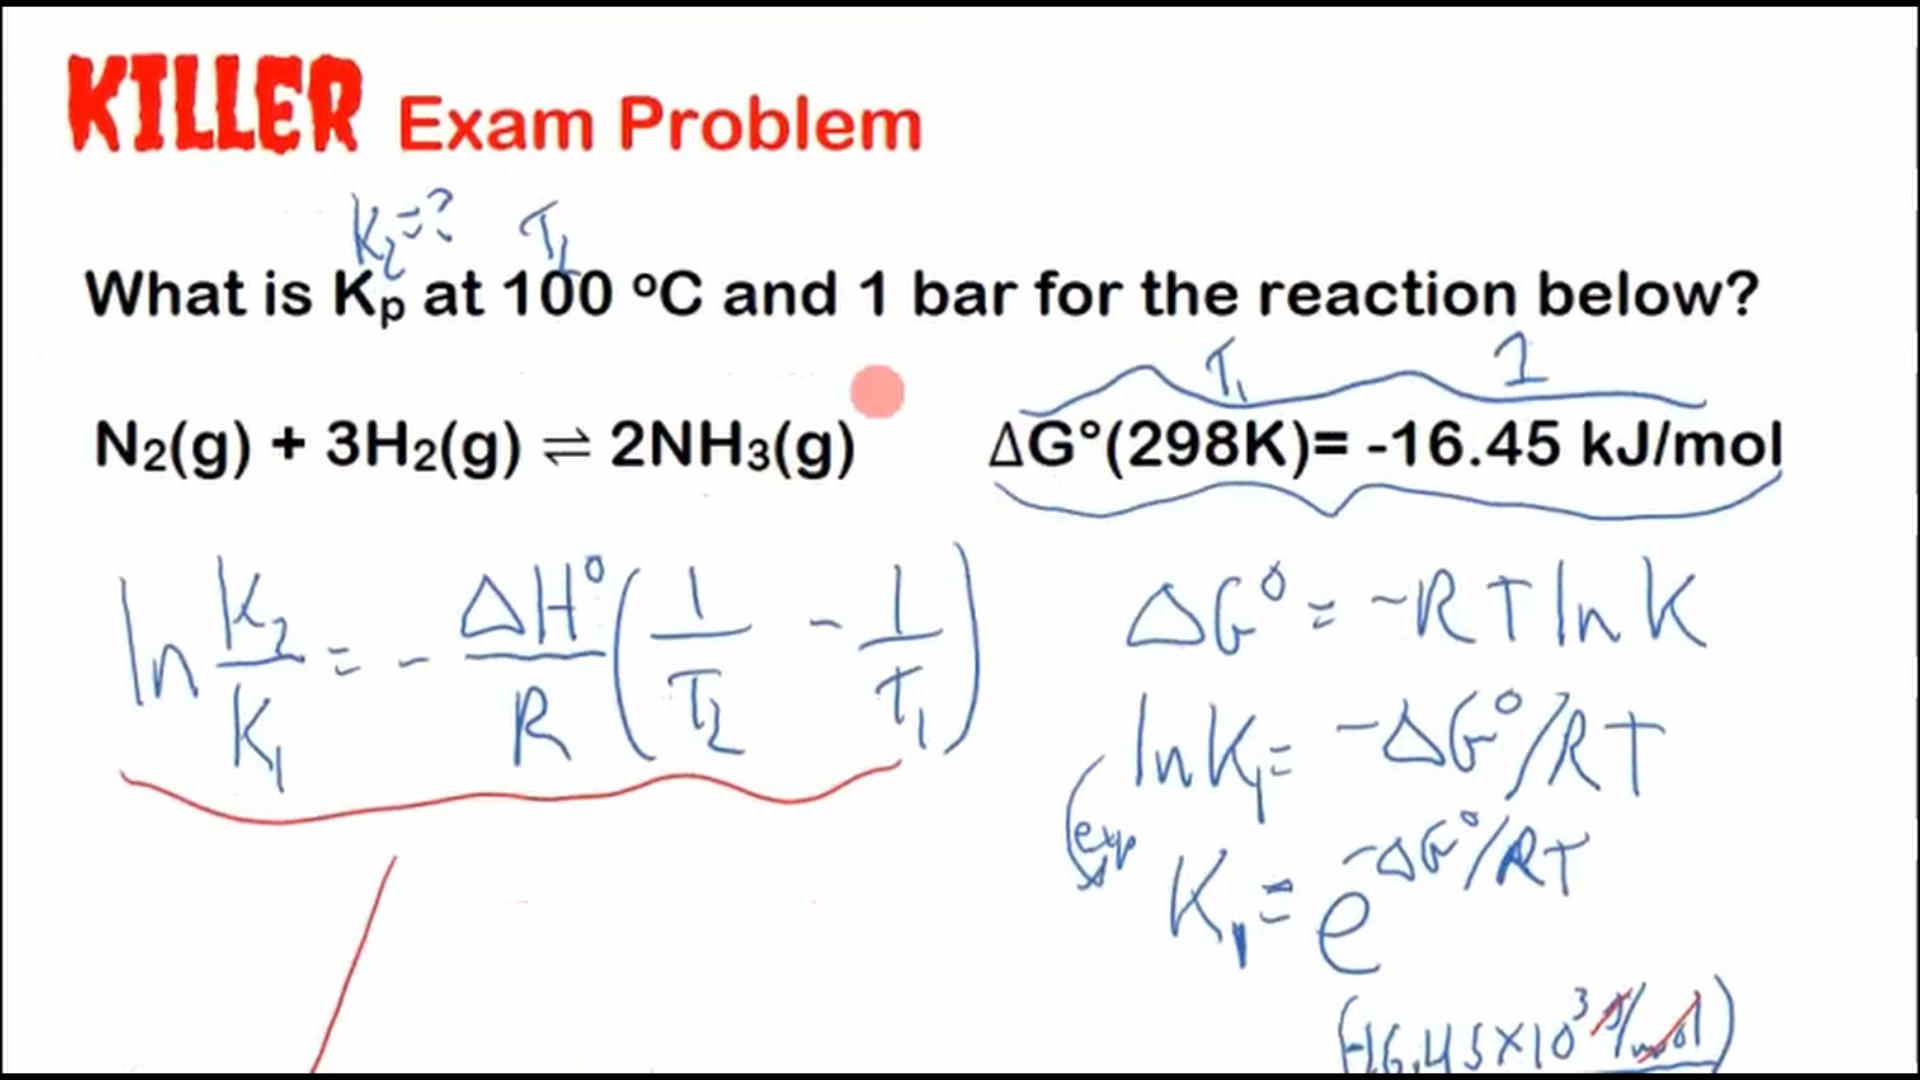 KILLER Exam Problem
K₂=? T₂
What is Kp at 100 °C and 1 bar for the reaction below?
T₁ 1
N₂(g) + 3H₂(g) ⇌ 2NH₃(g) ΔG°(298K)= -16.45 kJ/mol
ln K₂/K₁ = - ΔH°/R (1/T₂ - 1/T₁)
ΔG° = -RT ln K
ln K₁ = -ΔG°/RT
exp
K₁ = e^-ΔG°/RT
(-16.45×10³ J/mol)